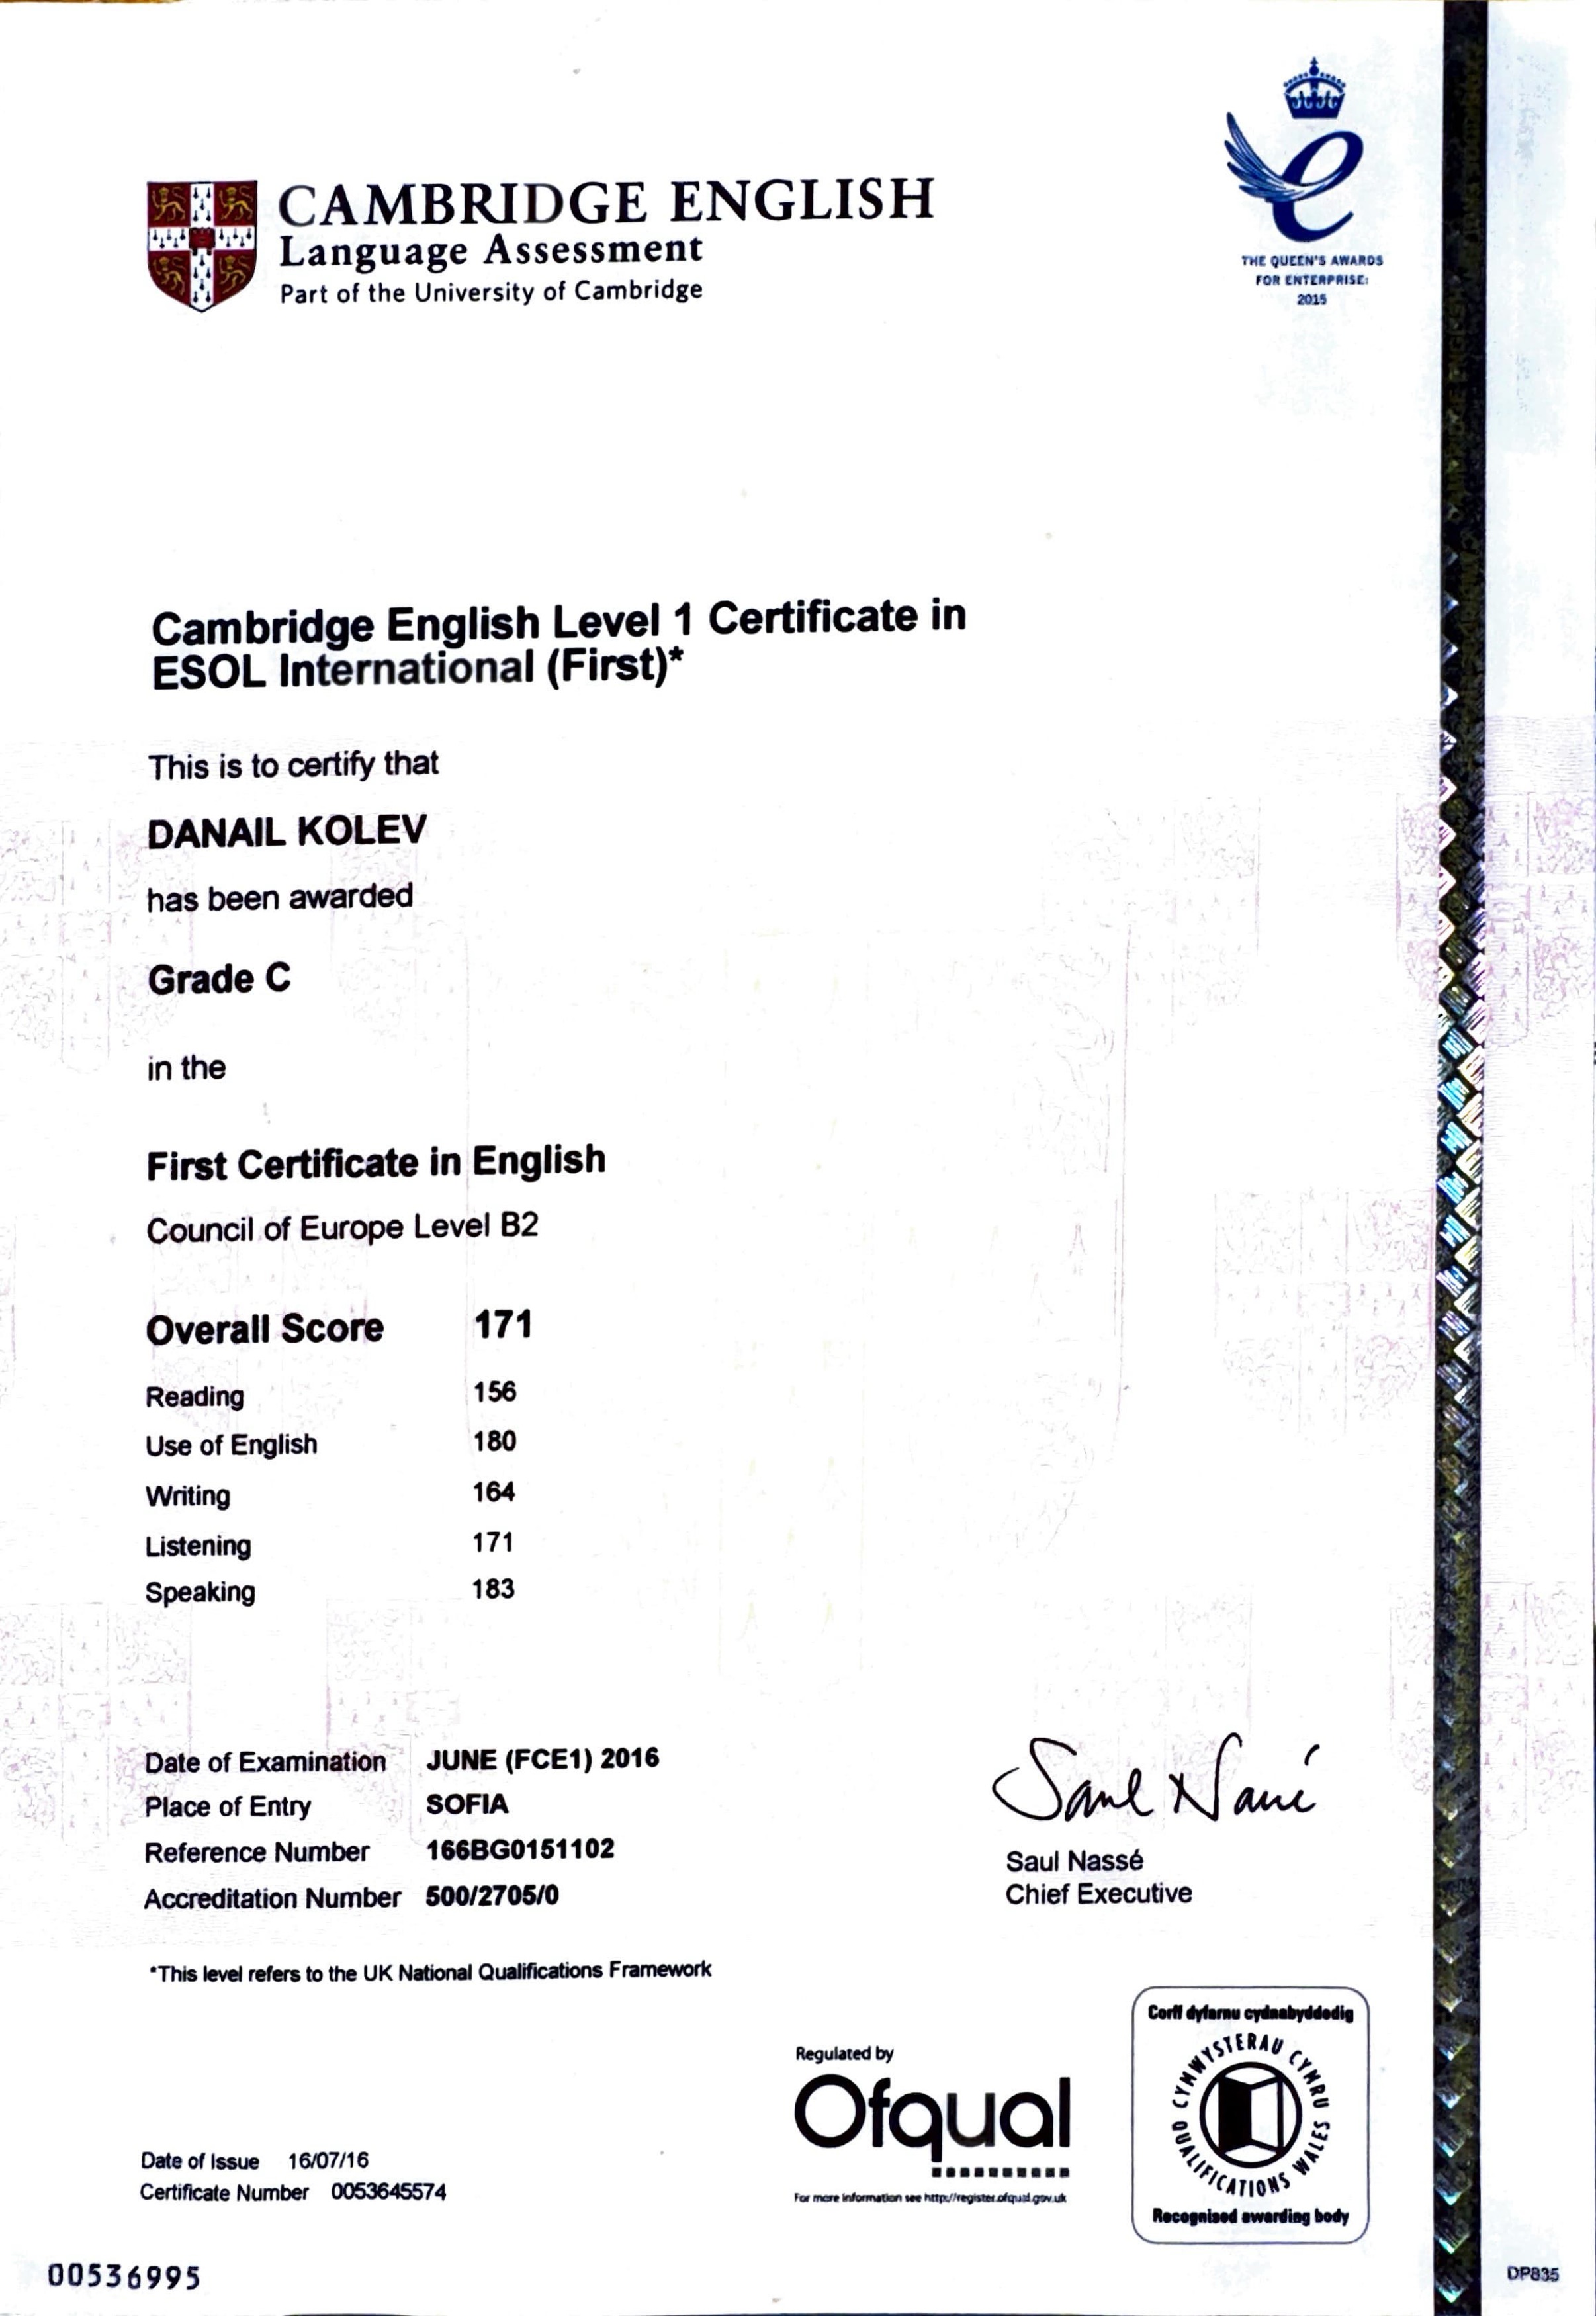 CAMBRIDGE ENGLISH
Language Assessment
Part of the University of Cambridge
THE QUEEN'S AWARDS
FOR ENTERPRISE:
2015
Cambridge English Level 1 Certificate in
ESOL International (First)*
This is to certify that
DANAIL KOLEV
has been awarded
Grade C
in the
First Certificate in English
Council of Europe Level B2
Overall Score 171
Reading 156
Use of English 180
Writing 164
Listening 171
Speaking 183
Date of Examination JUNE (FCE1) 2016
Place of Entry SOFIA
Reference Number 166BG0151102
Accreditation Number 500/2705/0
Saul Nassé
Saul Nassé
Chief Executive
*This level refers to the UK National Qualifications Framework
Regulated by
Ofqual
For more information see http://register.ofqual.gov.uk
Corff dyfarnu cydnabyddedig
CYMWYSTERAU CYMRU
QUALIFICATIONS WALES
Recognised awarding body
Date of Issue 16/07/16
Certificate Number 0053645574
00536995
DP835